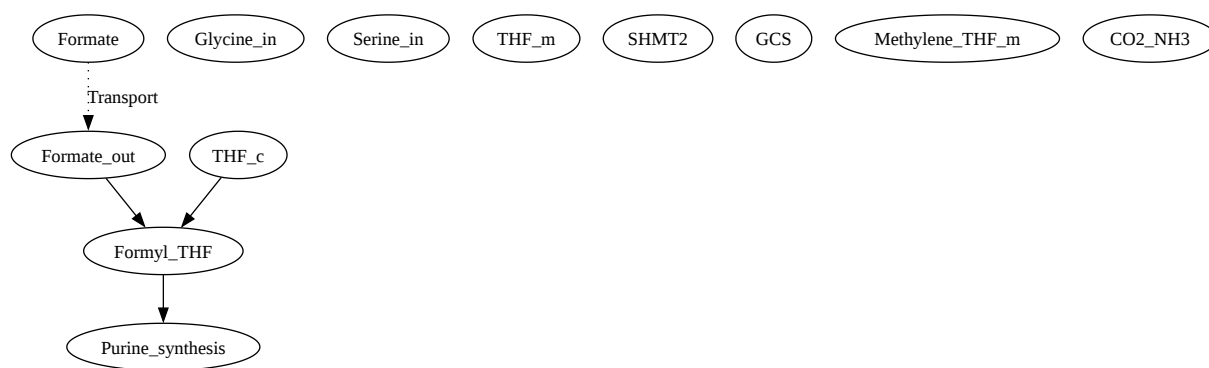 Formate
Glycine_in
Serine_in
THF_m
SHMT2
GCS
Methylene_THF_m
CO2_NH3
Transport
Formate_out
THF_c
Formyl_THF
Purine_synthesis